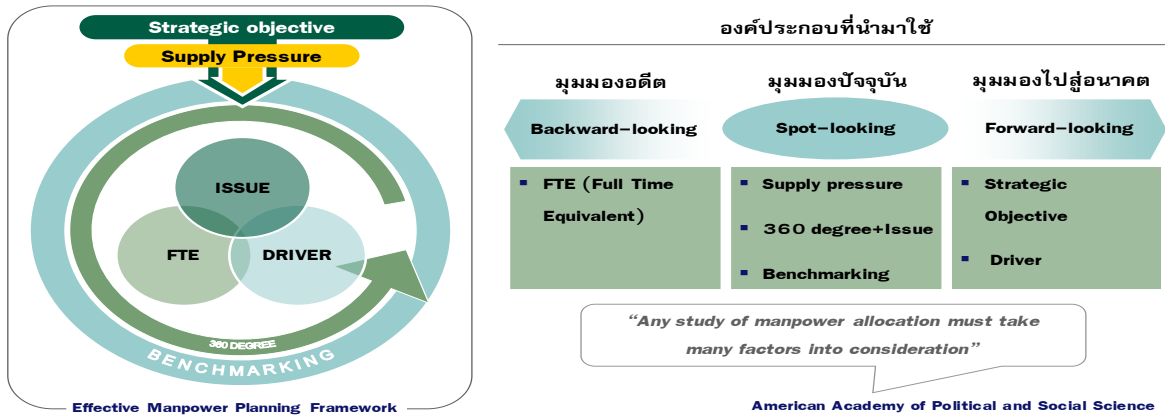 Strategic objective
Supply Pressure
ISSUE
FTE
DRIVER
360 DEGREE
BENCHMARKING
Effective Manpower Planning Framework
องค์ประกอบที่นำมาใช้
มุมมองอดีต
มุมมองปัจจุบัน
มุมมองไปสู่อนาคต
Backward-looking
Spot-looking
Forward-looking
▪ FTE (Full Time
Equivalent)
▪ Supply pressure
▪ 360 degree+Issue
▪ Benchmarking
▪ Strategic
Objective
▪ Driver
“Any study of manpower allocation must take
many factors into consideration”
American Academy of Political and Social Science